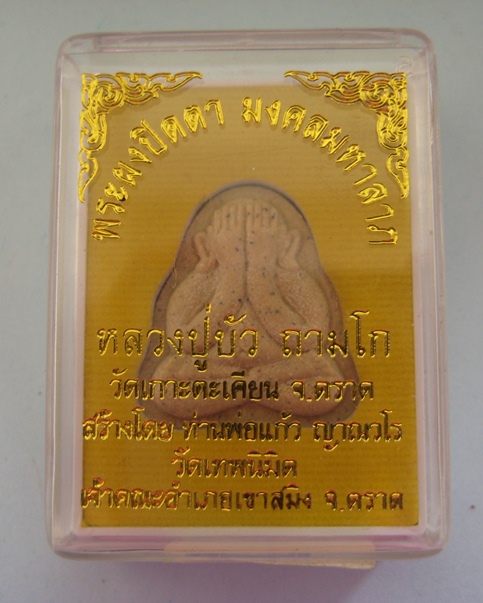 พระผงปิดตา มงคลมหาลาภ
หลวงปู่บัว ถามโก
วัดเกาะตะเคียน จ.ตราด
สร้างโดย ท่านพ่อแก้ว ญาณวโร
วัดเทพนิมิต
เจ้าคณะอำเภอเขาสมิง จ.ตราด